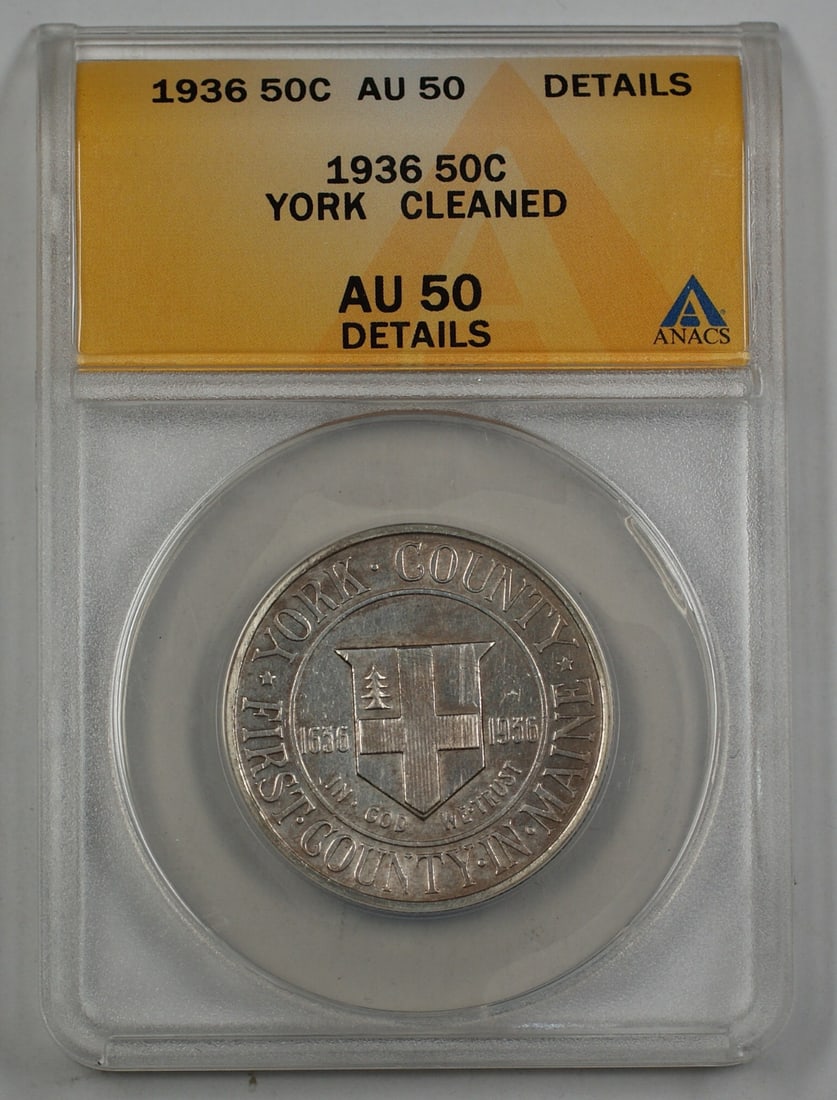 1936 50C AU 50 DETAILS
1936 50C
YORK CLEANED
AU 50
DETAILS
ANACS
YORK · COUNTY
FIRST · COUNTY · IN · MAINE
1636 1936
IN · GOD WE · TRUST